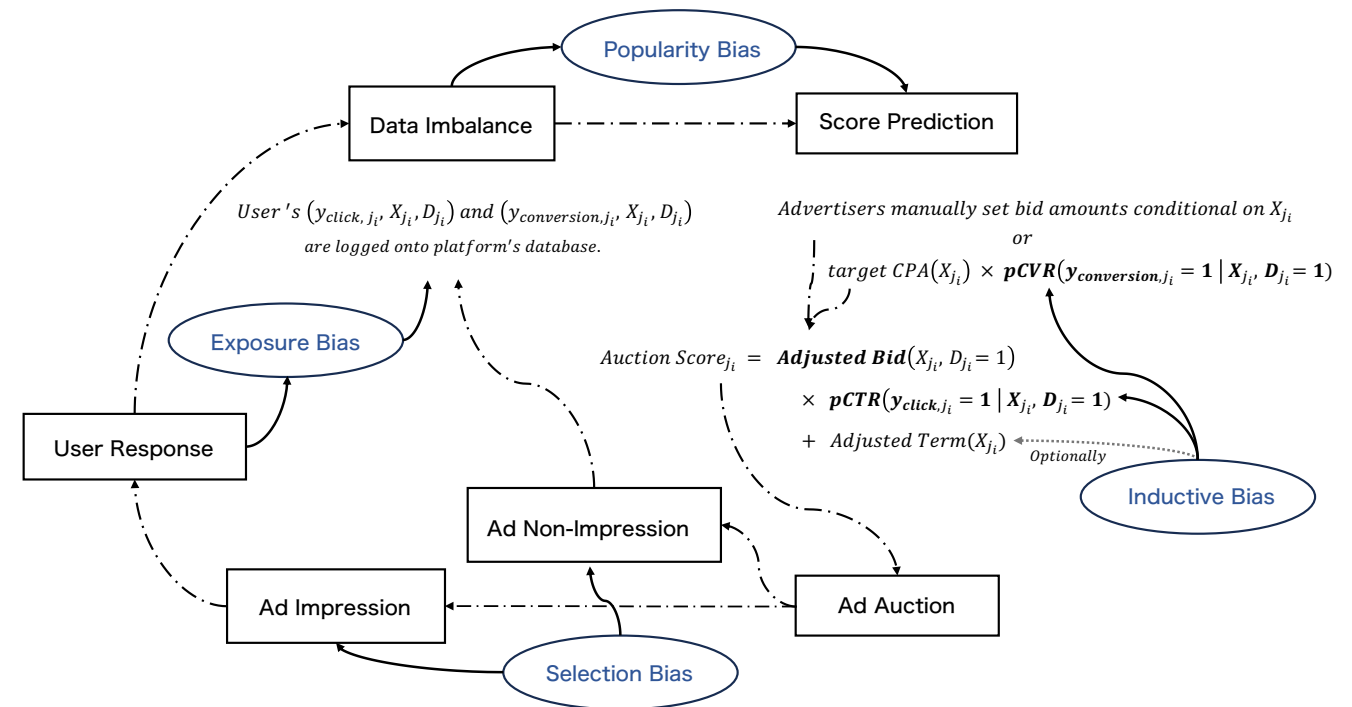 Popularity Bias
Data Imbalance
Score Prediction
User's (y_click, j_i, X_j_i, D_j_i) and (y_conversion,j_i, X_j_i, D_j_i)
are logged onto platform's database.
Advertisers manually set bid amounts conditional on X_j_i
or
target CPA(X_j_i) × pCVR(y_conversion,j_i = 1 | X_j_i, D_j_i = 1)
Exposure Bias
Auction Score_j_i = Adjusted Bid(X_j_i, D_j_i = 1)
× pCTR(y_click,j_i = 1 | X_j_i, D_j_i = 1)
+ Adjusted Term(X_j_i)
Optionally
User Response
Inductive Bias
Ad Non-Impression
Ad Impression
Ad Auction
Selection Bias